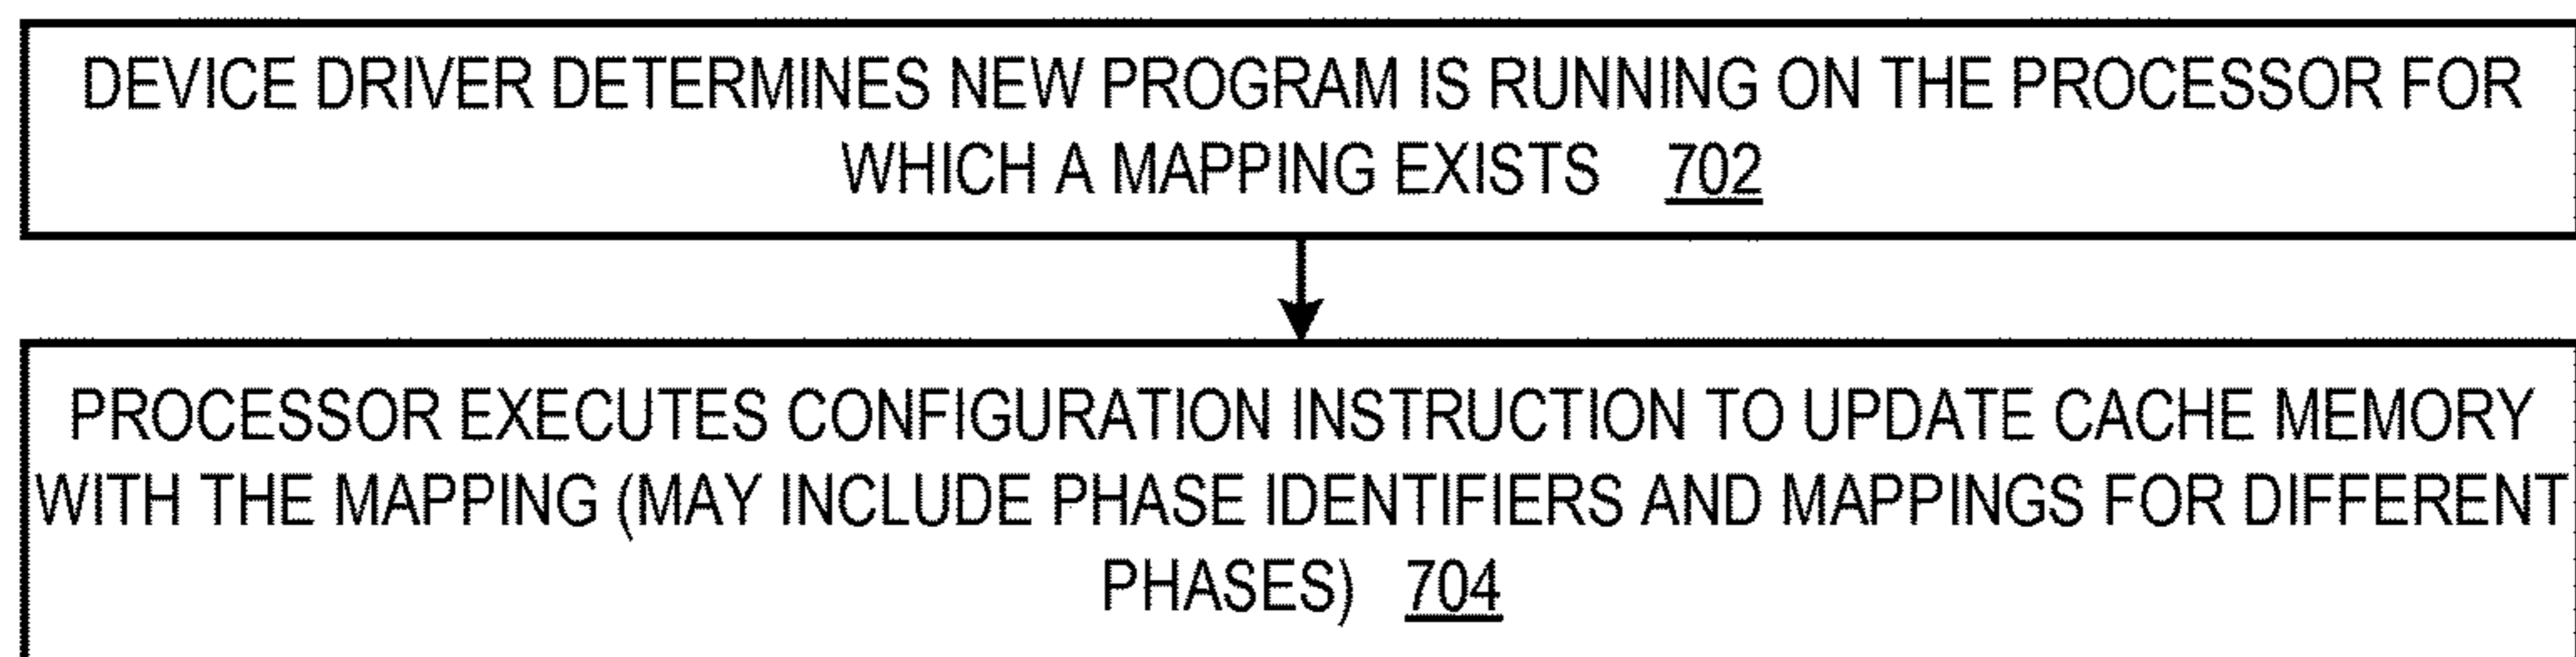 DEVICE DRIVER DETERMINES NEW PROGRAM IS RUNNING ON THE PROCESSOR FOR
WHICH A MAPPING EXISTS 702
PROCESSOR EXECUTES CONFIGURATION INSTRUCTION TO UPDATE CACHE MEMORY
WITH THE MAPPING (MAY INCLUDE PHASE IDENTIFIERS AND MAPPINGS FOR DIFFERENT
PHASES) 704